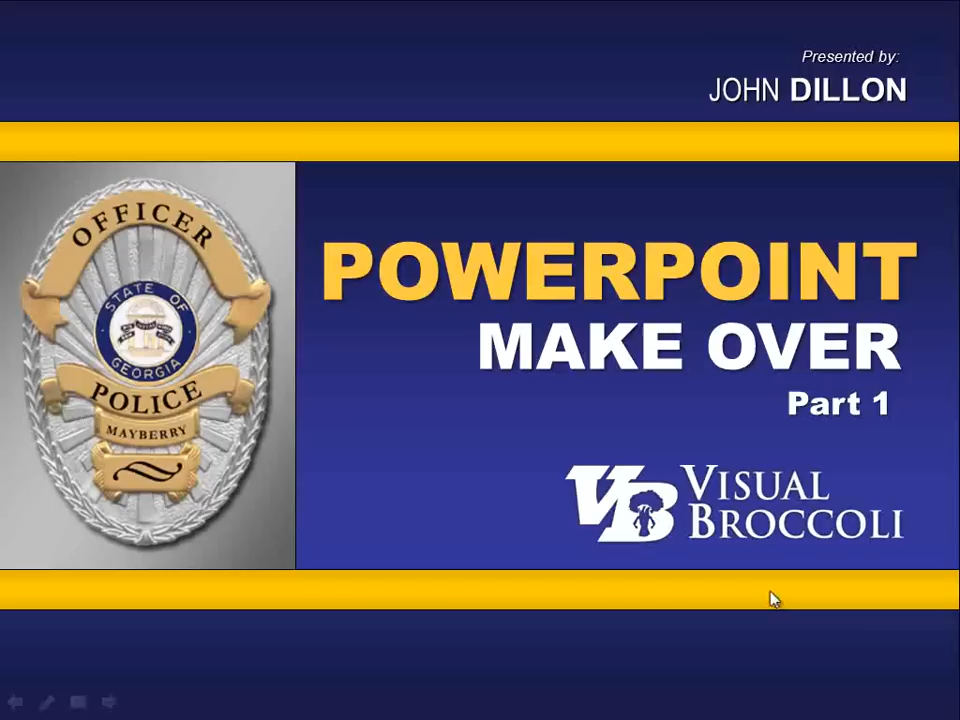 Presented by:
JOHN DILLON
OFFICER
STATE OF
GEORGIA
POLICE
MAYBERRY
POWERPOINT
MAKE OVER
Part 1
VB VISUAL
BROCCOLI